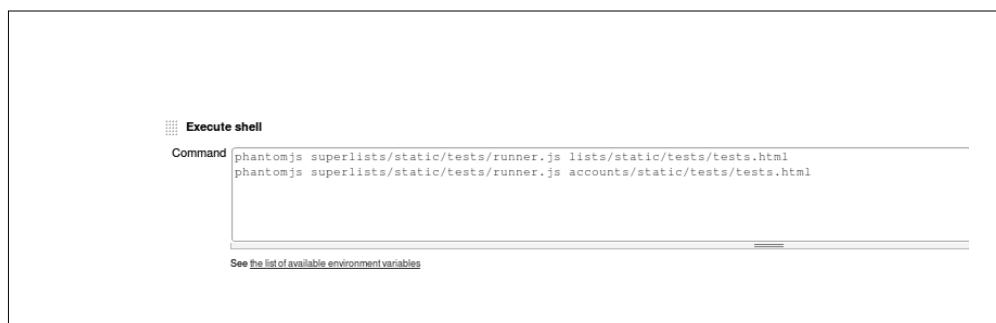 Execute shell
Command
phantomjs superlists/static/tests/runner.js lists/static/tests/tests.html
phantomjs superlists/static/tests/runner.js accounts/static/tests/tests.html
See the list of available environment variables